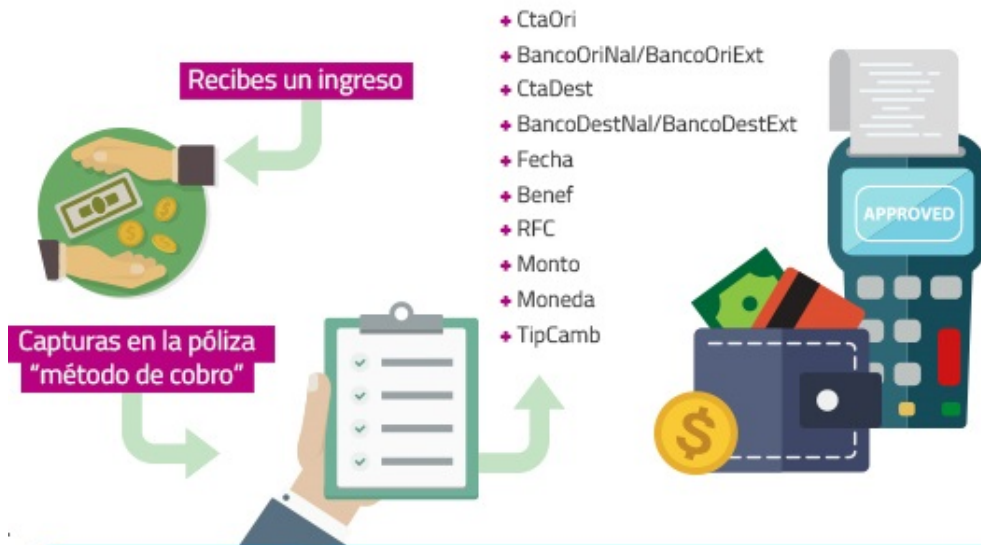 Recibes un ingreso
Capturas en la póliza
“método de cobro”
+ CtaOri
+ BancoOriNal/BancoOriExt
+ CtaDest
+ BancoDestNal/BancoDestExt
+ Fecha
+ Benef
+ RFC
+ Monto
+ Moneda
+ TipCamb
APPROVED
$